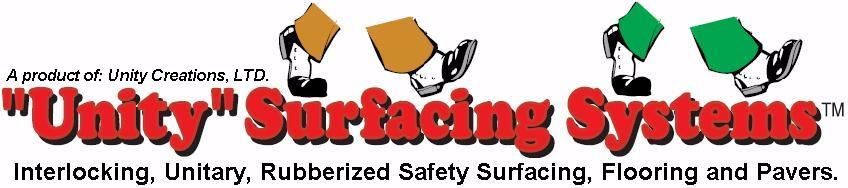 A product of: Unity Creations, LTD.
"Unity" Surfacing Systems™
Interlocking, Unitary, Rubberized Safety Surfacing, Flooring and Pavers.